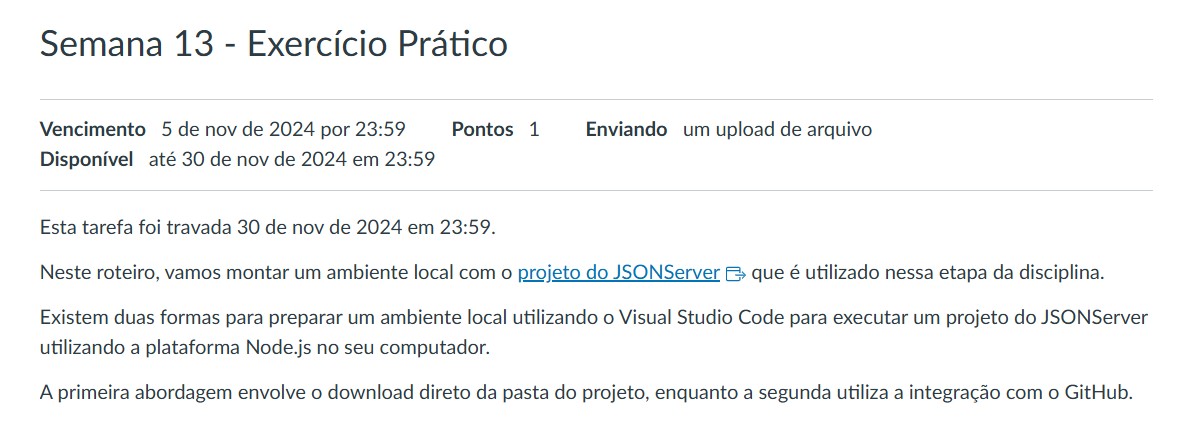 Semana 13 - Exercício Prático
Vencimento 5 de nov de 2024 por 23:59 Pontos 1 Enviando um upload de arquivo
Disponível até 30 de nov de 2024 em 23:59
Esta tarefa foi travada 30 de nov de 2024 em 23:59.
Neste roteiro, vamos montar um ambiente local com o projeto do JSONServer que é utilizado nessa etapa da disciplina.
Existem duas formas para preparar um ambiente local utilizando o Visual Studio Code para executar um projeto do JSONServer
utilizando a plataforma Node.js no seu computador.
A primeira abordagem envolve o download direto da pasta do projeto, enquanto a segunda utiliza a integração com o GitHub.